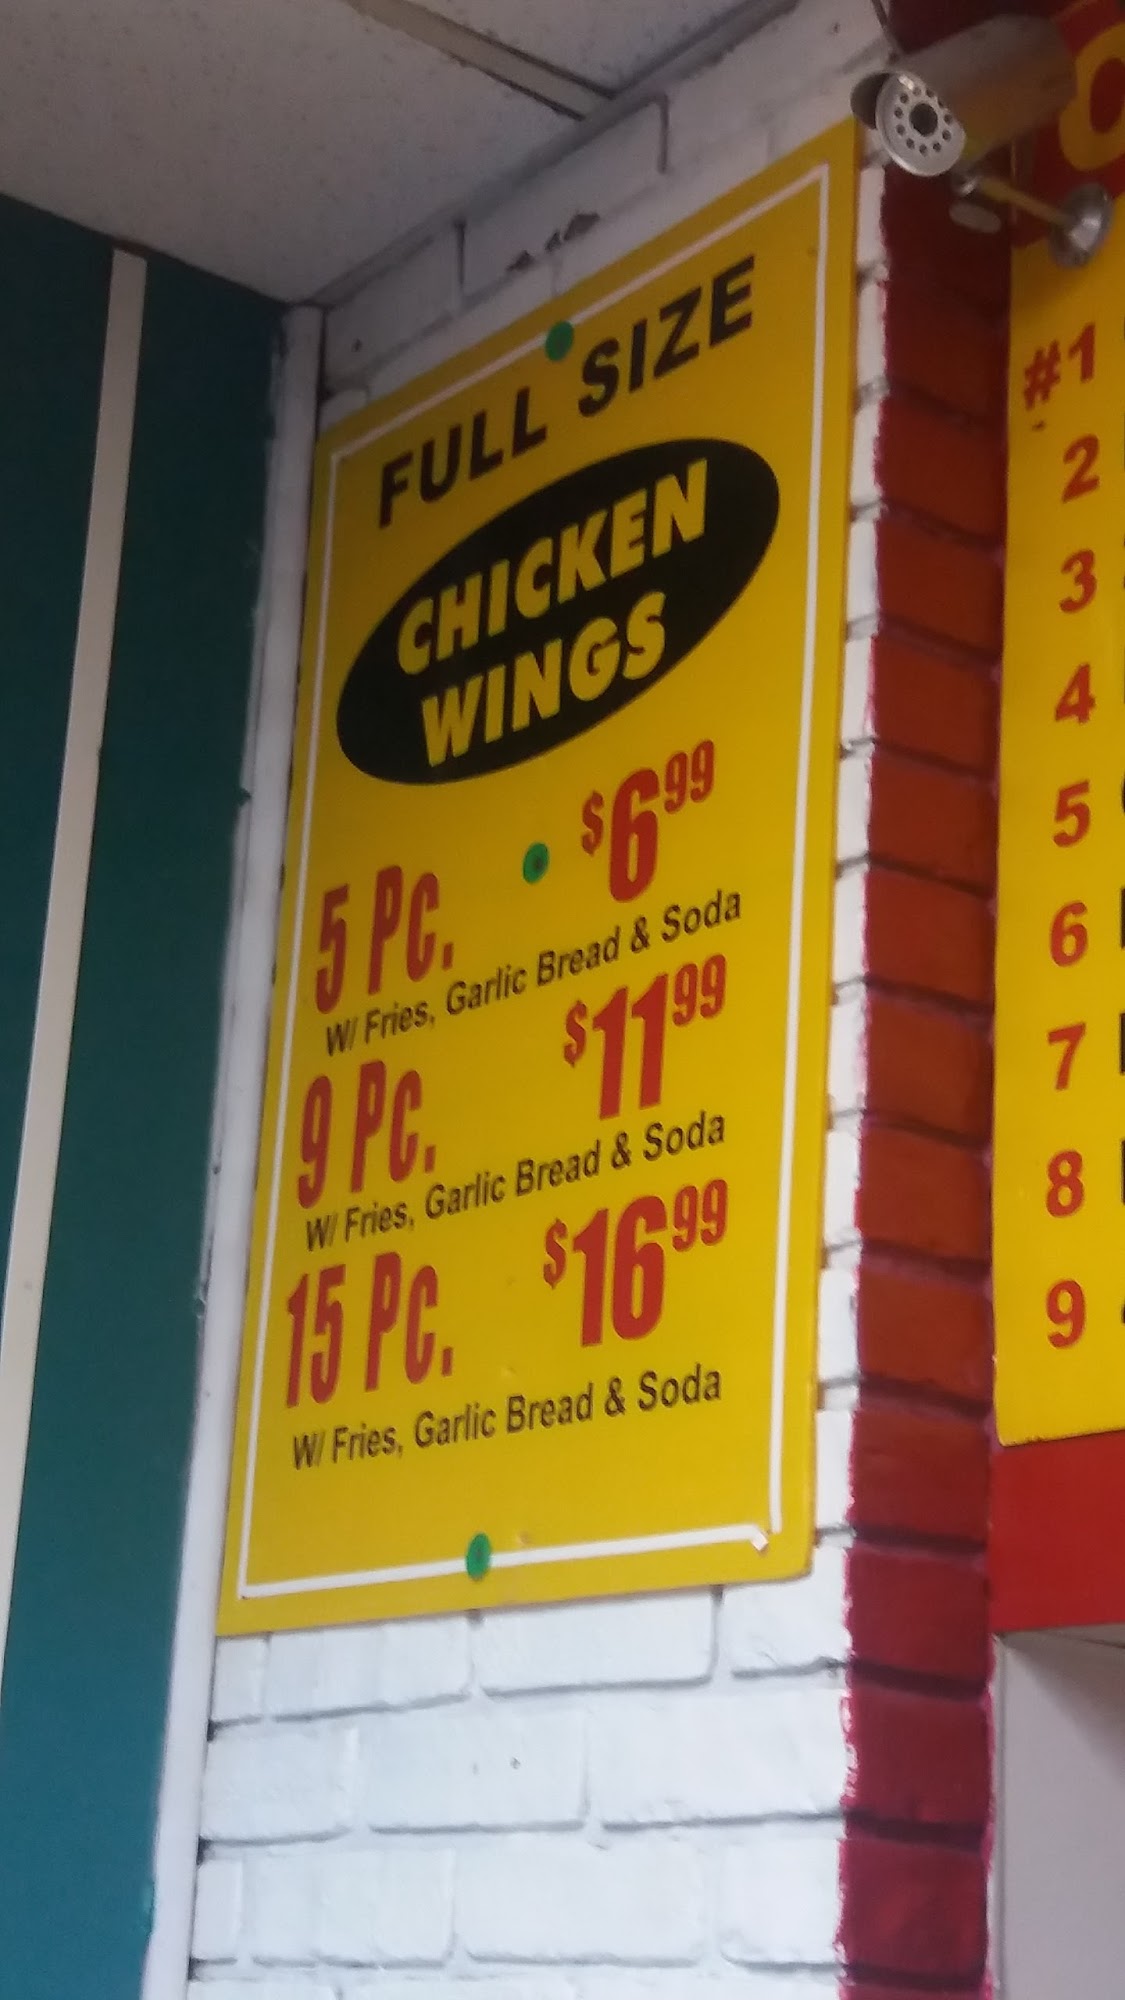 FULL SIZE
CHICKEN
WINGS
5 Pc. $6.99
W/ Fries, Garlic Bread & Soda
9 Pc. $11.99
W/ Fries, Garlic Bread & Soda
15 Pc. $16.99
W/ Fries, Garlic Bread & Soda
#1
2
3
4
5
6
7
8
9